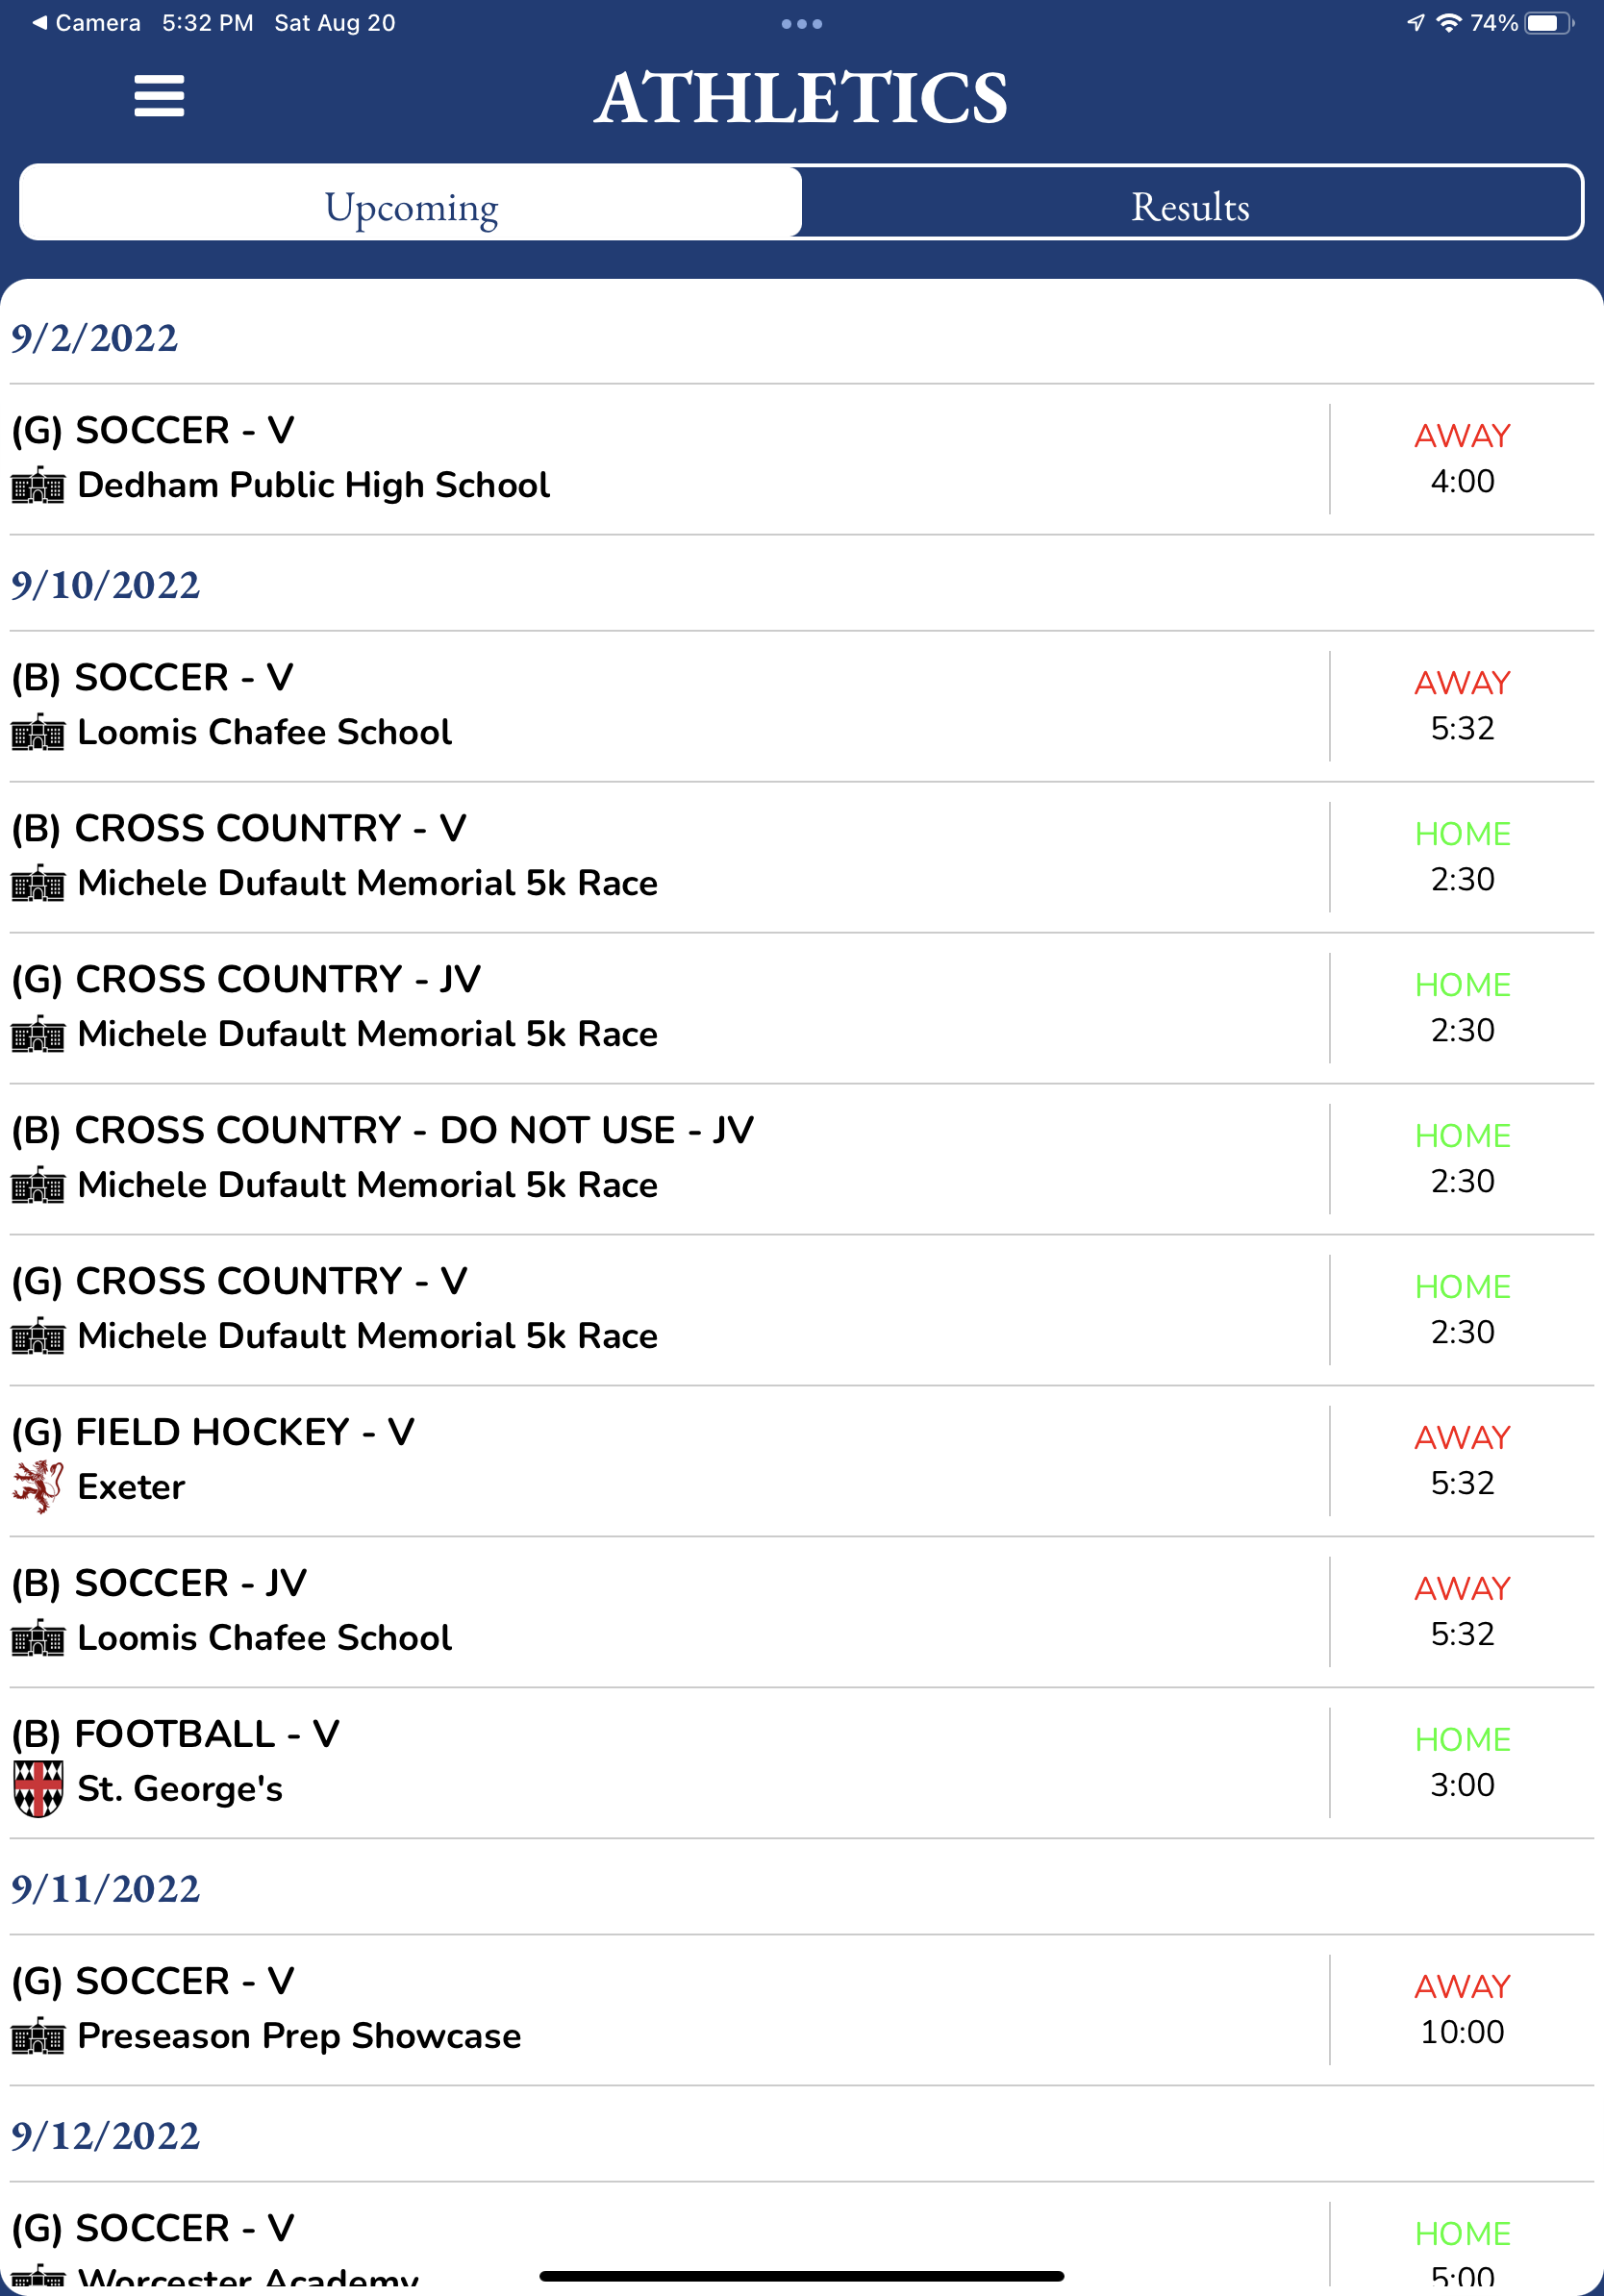 Camera 5:32 PM Sat Aug 20 74%
ATHLETICS
Upcoming Results
9/2/2022
(G) SOCCER - V
AWAY
Dedham Public High School
4:00
9/10/2022
(B) SOCCER - V
AWAY
Loomis Chafee School
5:32
(B) CROSS COUNTRY - V
HOME
Michele Dufault Memorial 5k Race
2:30
(G) CROSS COUNTRY - JV
HOME
Michele Dufault Memorial 5k Race
2:30
(B) CROSS COUNTRY - DO NOT USE - JV
HOME
Michele Dufault Memorial 5k Race
2:30
(G) CROSS COUNTRY - V
HOME
Michele Dufault Memorial 5k Race
2:30
(G) FIELD HOCKEY - V
AWAY
Exeter
5:32
(B) SOCCER - JV
AWAY
Loomis Chafee School
5:32
(B) FOOTBALL - V
HOME
St. George's
3:00
9/11/2022
(G) SOCCER - V
AWAY
Preseason Prep Showcase
10:00
9/12/2022
(G) SOCCER - V
HOME
Worcester Academy
5:00